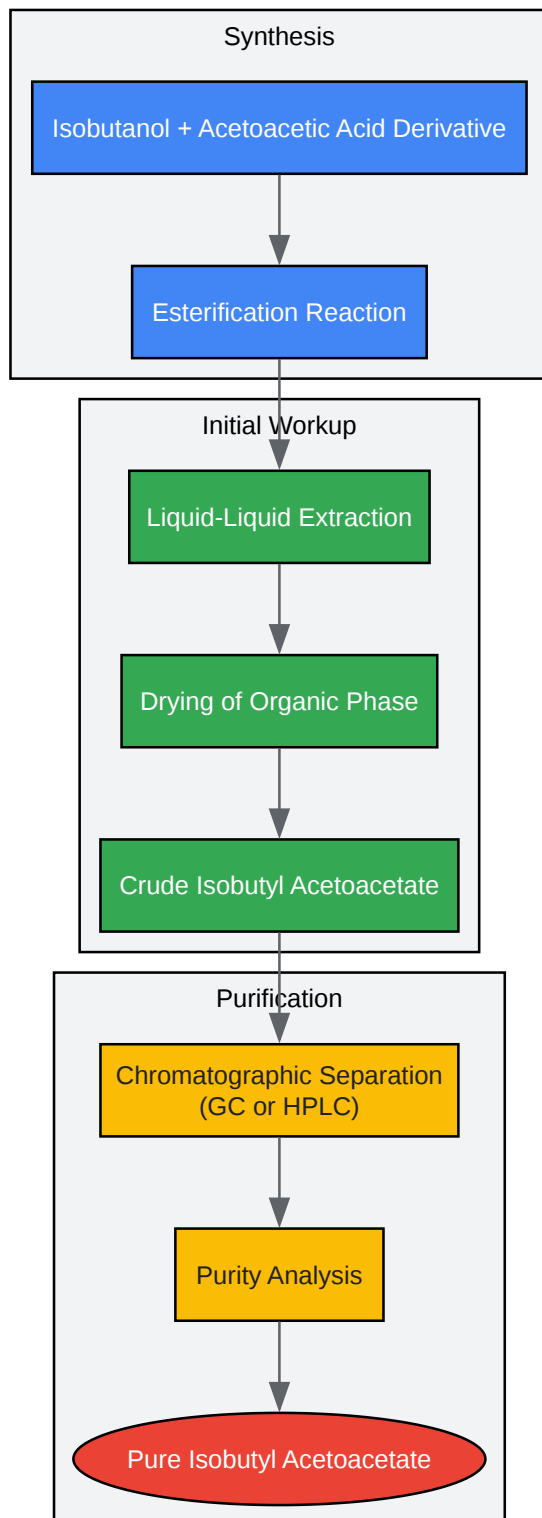 Synthesis
Isobutanol + Acetoacetic Acid Derivative
Esterification Reaction
Initial Workup
Liquid-Liquid Extraction
Drying of Organic Phase
Crude Isobutyl Acetoacetate
Purification
Chromatographic Separation
(GC or HPLC)
Purity Analysis
Pure Isobutyl Acetoacetate